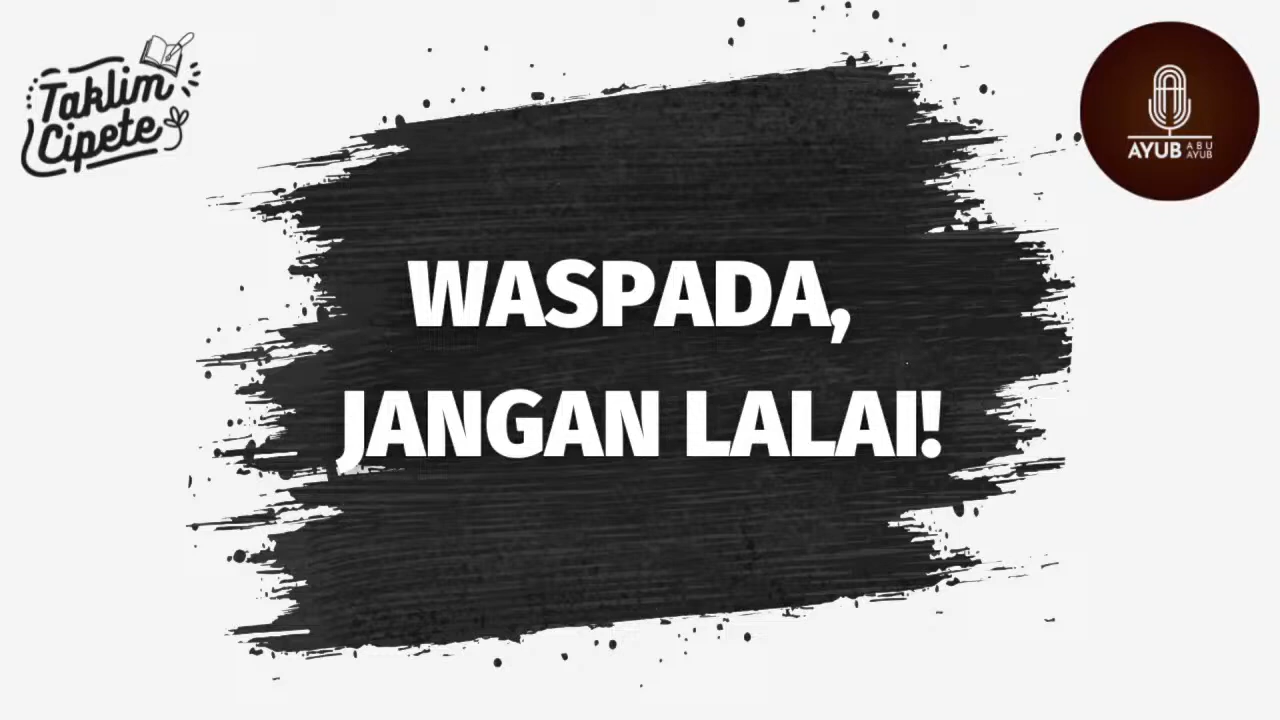 Taklim
Cipete
AYUB ABU AYUB
WASPADA,
JANGAN LALAI!